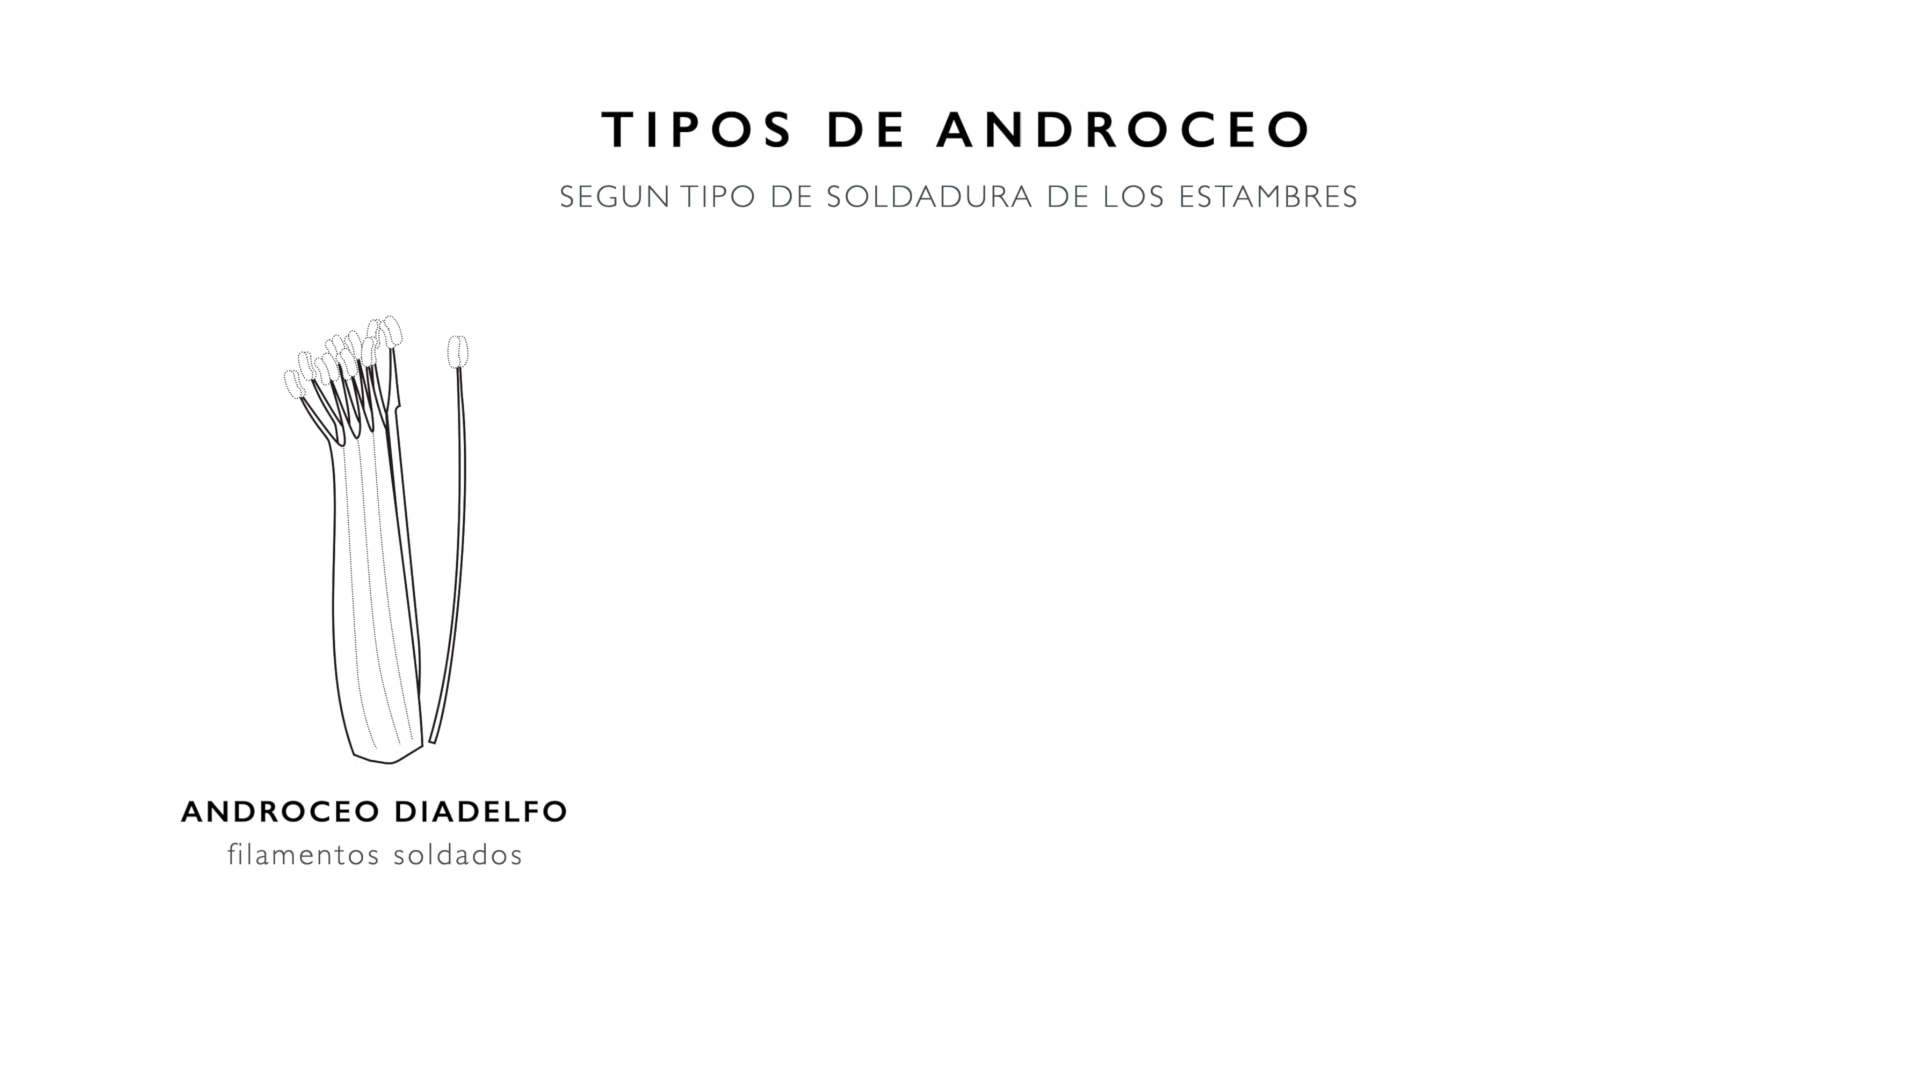 TIPOS DE ANDROCEO
SEGUN TIPO DE SOLDADURA DE LOS ESTAMBRES
ANDROCEO DIADELFO
filamentos soldados